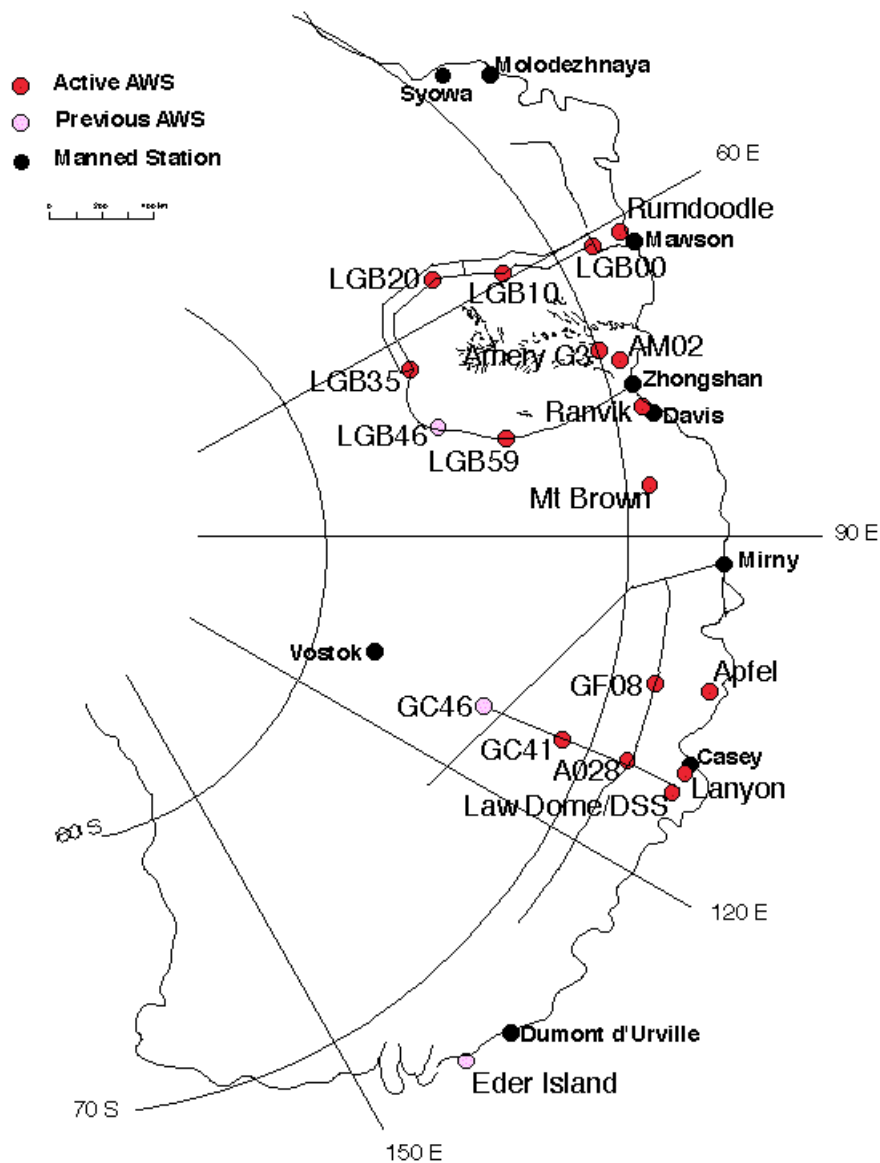 Molodezhnaya
Syowa
Active AWS
Previous AWS
Manned Station
60 E
Rumdoodle
Mawson
LGB00
LGB20
LGB10
Amery G3
AM02
LGB35
Zhongshan
Ranvik
Davis
LGB46
LGB59
Mt Brown
90 E
Mirny
Vostok
GF08
Apfel
GC46
GC41
A028
Casey
Lanyon
Law Dome/DSS
80 S
120 E
Dumont d'Urville
Eder Island
70 S
150 E